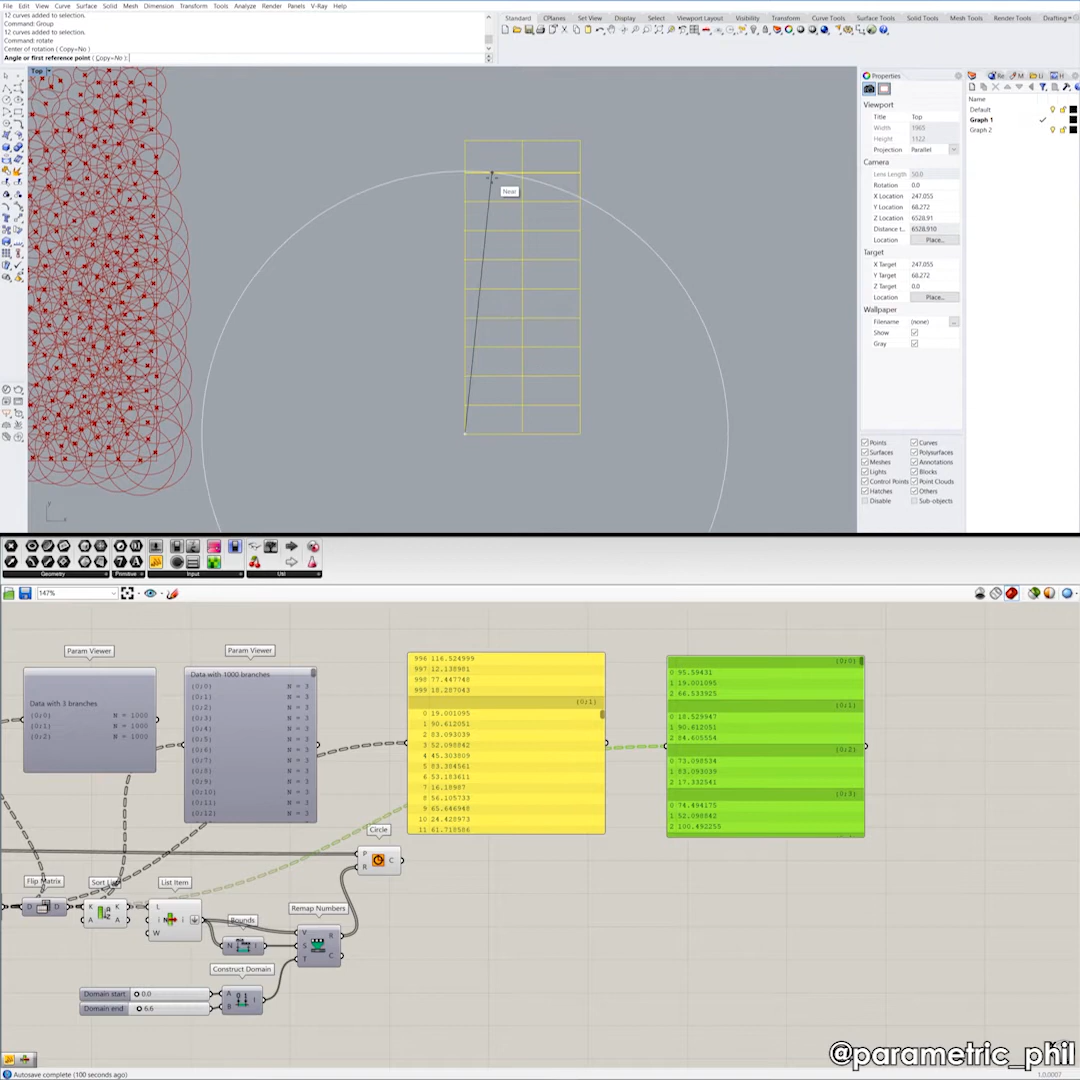 File Edit View Curve Surface Solid Mesh Dimension Transform Tools Analyze Render Panels V-Ray Help
12 curves added to selection.
Command: Group
12 curves added to selection.
Command: rotate
Center of rotation ( Copy=No )
Angle or first reference point ( Copy=No ):
Standard CPlanes Set View Display Select Viewport Layout Visibility Transform Curve Tools Surface Tools Solid Tools Mesh Tools Render Tools Drafting
Top
Near
Properties
Viewport
Title Top
Width 1965
Height 1122
Projection Parallel
Camera
Lens Length 50.0
Rotation 0.0
X Location 247.055
Y Location 68.272
Z Location 6528.91
Distance t... 6528.910
Location Place...
Target
X Target 247.055
Y Target 68.272
Z Target 0.0
Location Place...
Wallpaper
Filename (none) ...
Show
Gray
Points Curves
Surfaces Polysurfaces
Meshes Annotations
Lights Blocks
Control Points Point Clouds
Hatches Others
Disable Sub-objects
Name
Default
Graph 1
Graph 2
Geometry Primitive Input Util
147%
Param Viewer
Data with 3 branches
{0;0} N = 1000
{0;1} N = 1000
{0;2} N = 1000
Param Viewer
Data with 1000 branches
{0;0} N = 3
{0;1} N = 3
{0;2} N = 3
{0;3} N = 3
{0;4} N = 3
{0;5} N = 3
{0;6} N = 3
{0;7} N = 3
{0;8} N = 3
{0;9} N = 3
{0;10} N = 3
{0;11} N = 3
{0;12} N = 3
996 116.524999
997 12.138981
998 77.447748
999 18.287043
{0;1}
0 19.001095
1 90.612051
2 83.093039
3 52.098842
4 45.303809
5 83.384561
6 53.183611
7 16.18987
8 56.105733
9 65.646948
10 24.428973
11 61.718586
{0;0}
0 95.59431
1 19.001095
2 66.533925
{0;1}
0 18.529947
1 90.612051
2 84.605554
{0;2}
0 73.098534
1 83.093039
2 17.332541
{0;3}
0 74.494175
1 52.098842
2 100.492255
Circle
P R C
Flip Matrix
D D
Sort List
K A K A
List Item
L i W i
Bounds
N I
Remap Numbers
V S T R C
Construct Domain
A B I
Domain start 0.0
Domain end 6.6
@parametric_phil
Autosave complete (100 seconds ago)
1.0.0007